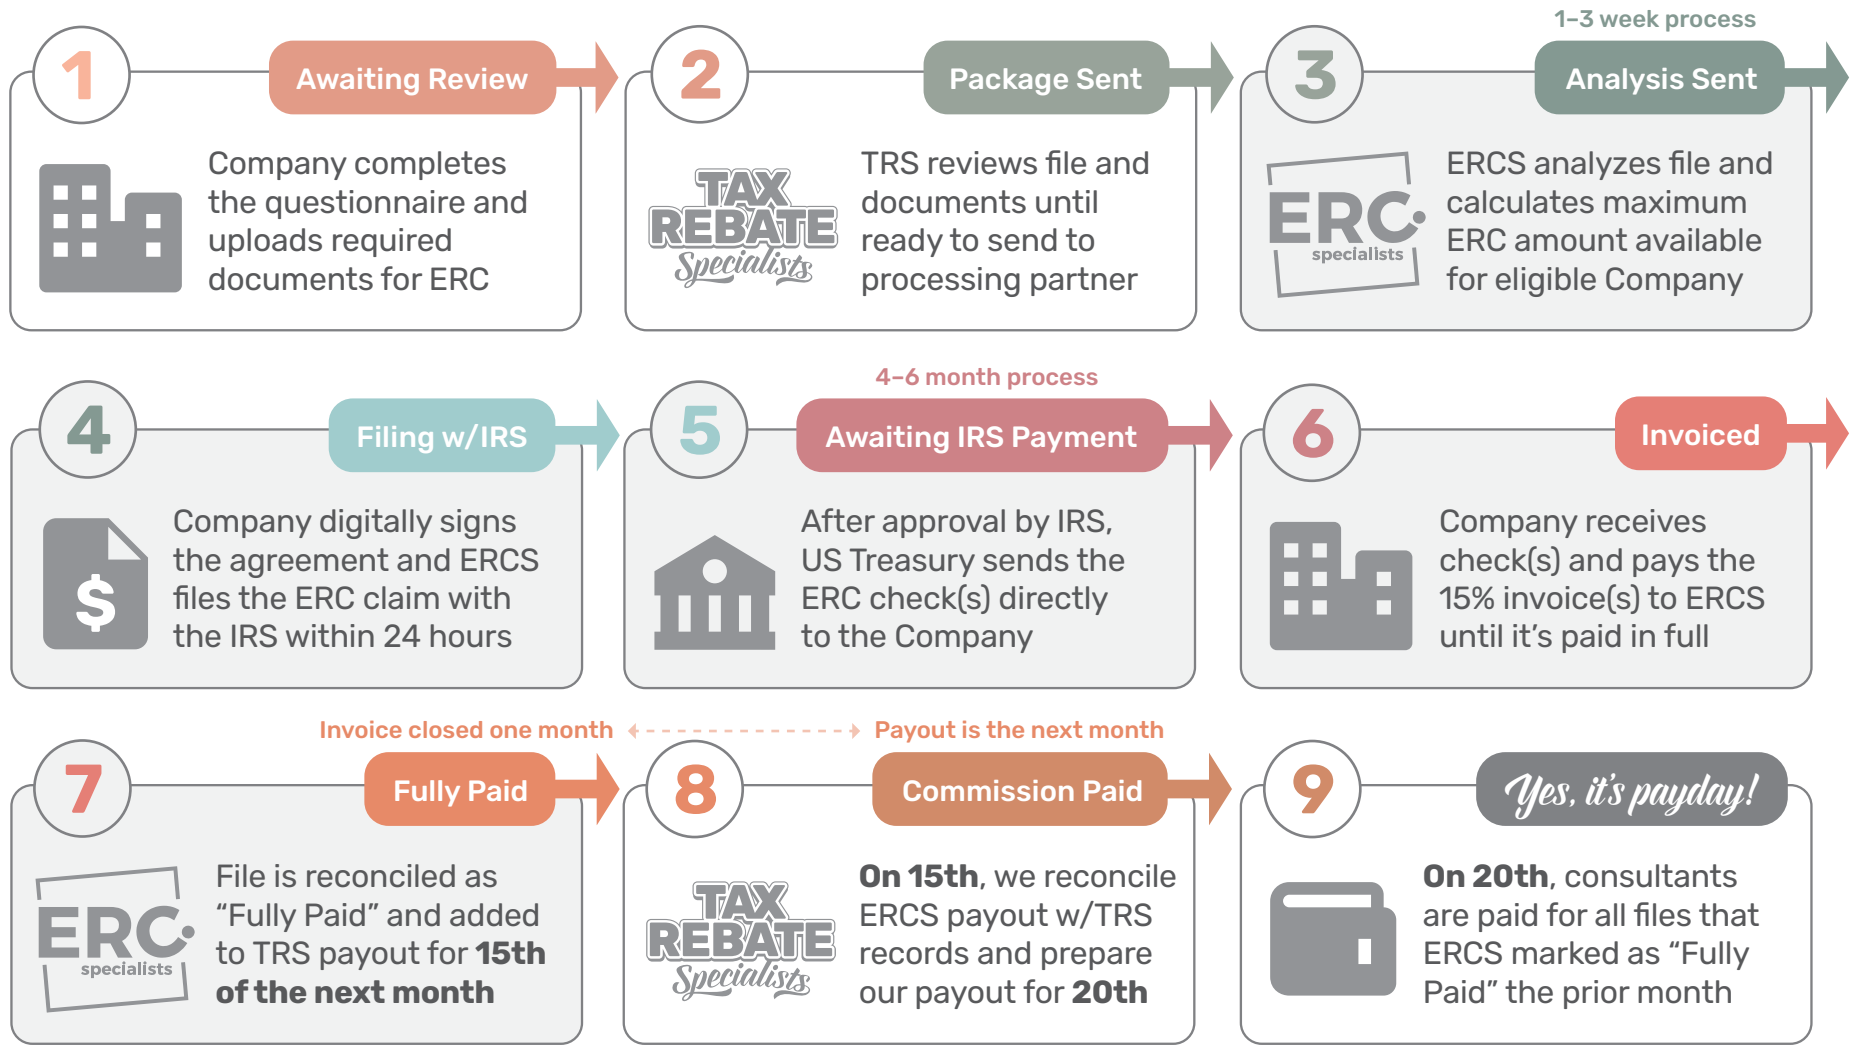 1
Awaiting Review
Company completes
the questionnaire and
uploads required
documents for ERC
2
Package Sent
TAX
REBATE
Specialists
TRS reviews file and
documents until
ready to send to
processing partner
1–3 week process
3
Analysis Sent
ERC
specialists
ERCS analyzes file and
calculates maximum
ERC amount available
for eligible Company
4
Filing w/IRS
$
Company digitally signs
the agreement and ERCS
files the ERC claim with
the IRS within 24 hours
4–6 month process
5
Awaiting IRS Payment
After approval by IRS,
US Treasury sends the
ERC check(s) directly
to the Company
6
Invoiced
Company receives
check(s) and pays the
15% invoice(s) to ERCS
until it’s paid in full
Invoice closed one month
7
Fully Paid
ERC
specialists
File is reconciled as
“Fully Paid” and added
to TRS payout for 15th
of the next month
Payout is the next month
8
Commission Paid
TAX
REBATE
Specialists
On 15th, we reconcile
ERCS payout w/TRS
records and prepare
our payout for 20th
9
Yes, it's payday!
On 20th, consultants
are paid for all files that
ERCS marked as “Fully
Paid” the prior month